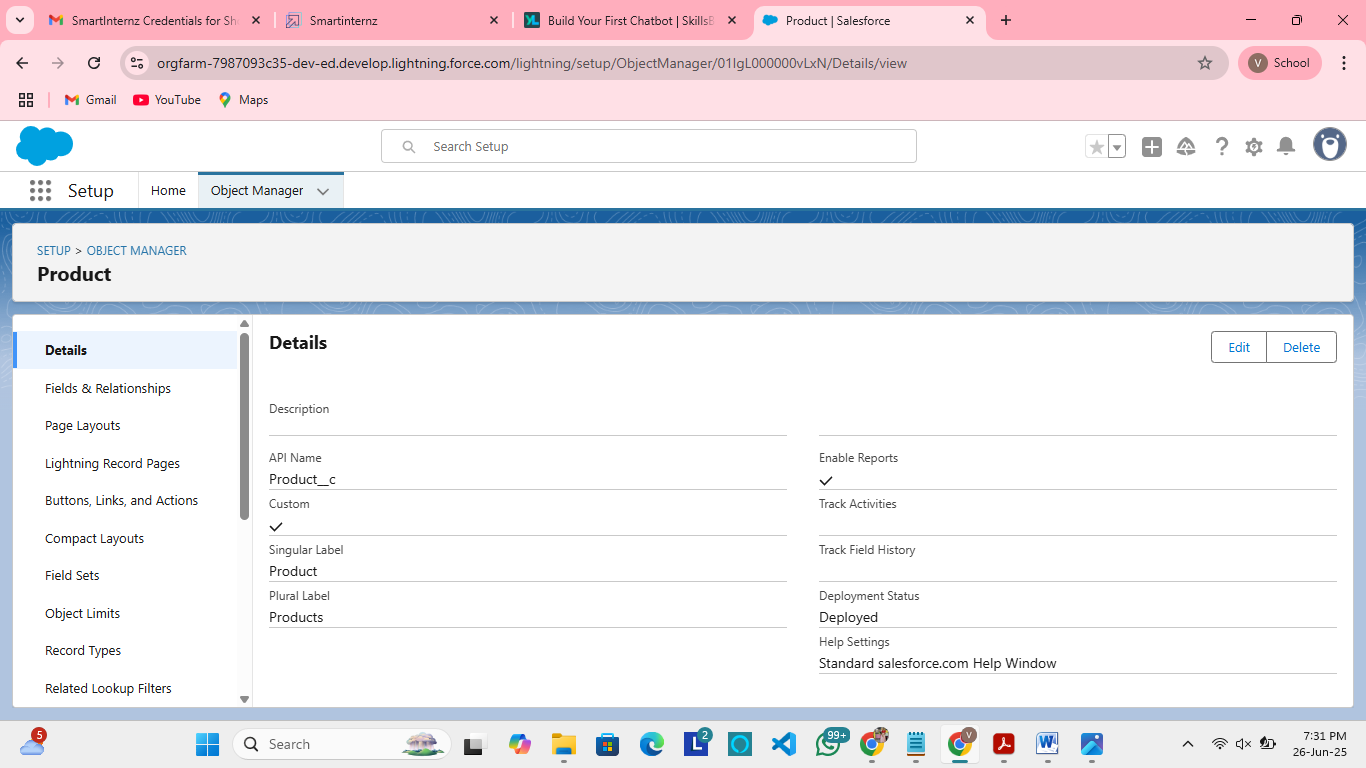 SmartInternz Credentials for Sh
Smartinternz
Build Your First Chatbot | SkillsB
Product | Salesforce
orgfarm-7987093c35-dev-ed.develop.lightning.force.com/lightning/setup/ObjectManager/01IgL000000vLxN/Details/view
V School
Gmail
YouTube
Maps
Search Setup
Setup
Home
Object Manager
SETUP > OBJECT MANAGER
Product
Details
Fields & Relationships
Page Layouts
Lightning Record Pages
Buttons, Links, and Actions
Compact Layouts
Field Sets
Object Limits
Record Types
Related Lookup Filters
Details
Edit
Delete
Description
API Name
Product__c
Custom
Singular Label
Product
Plural Label
Products
Enable Reports
Track Activities
Track Field History
Deployment Status
Deployed
Help Settings
Standard salesforce.com Help Window
5
Search
2
99+
V
7:31 PM
26-Jun-25